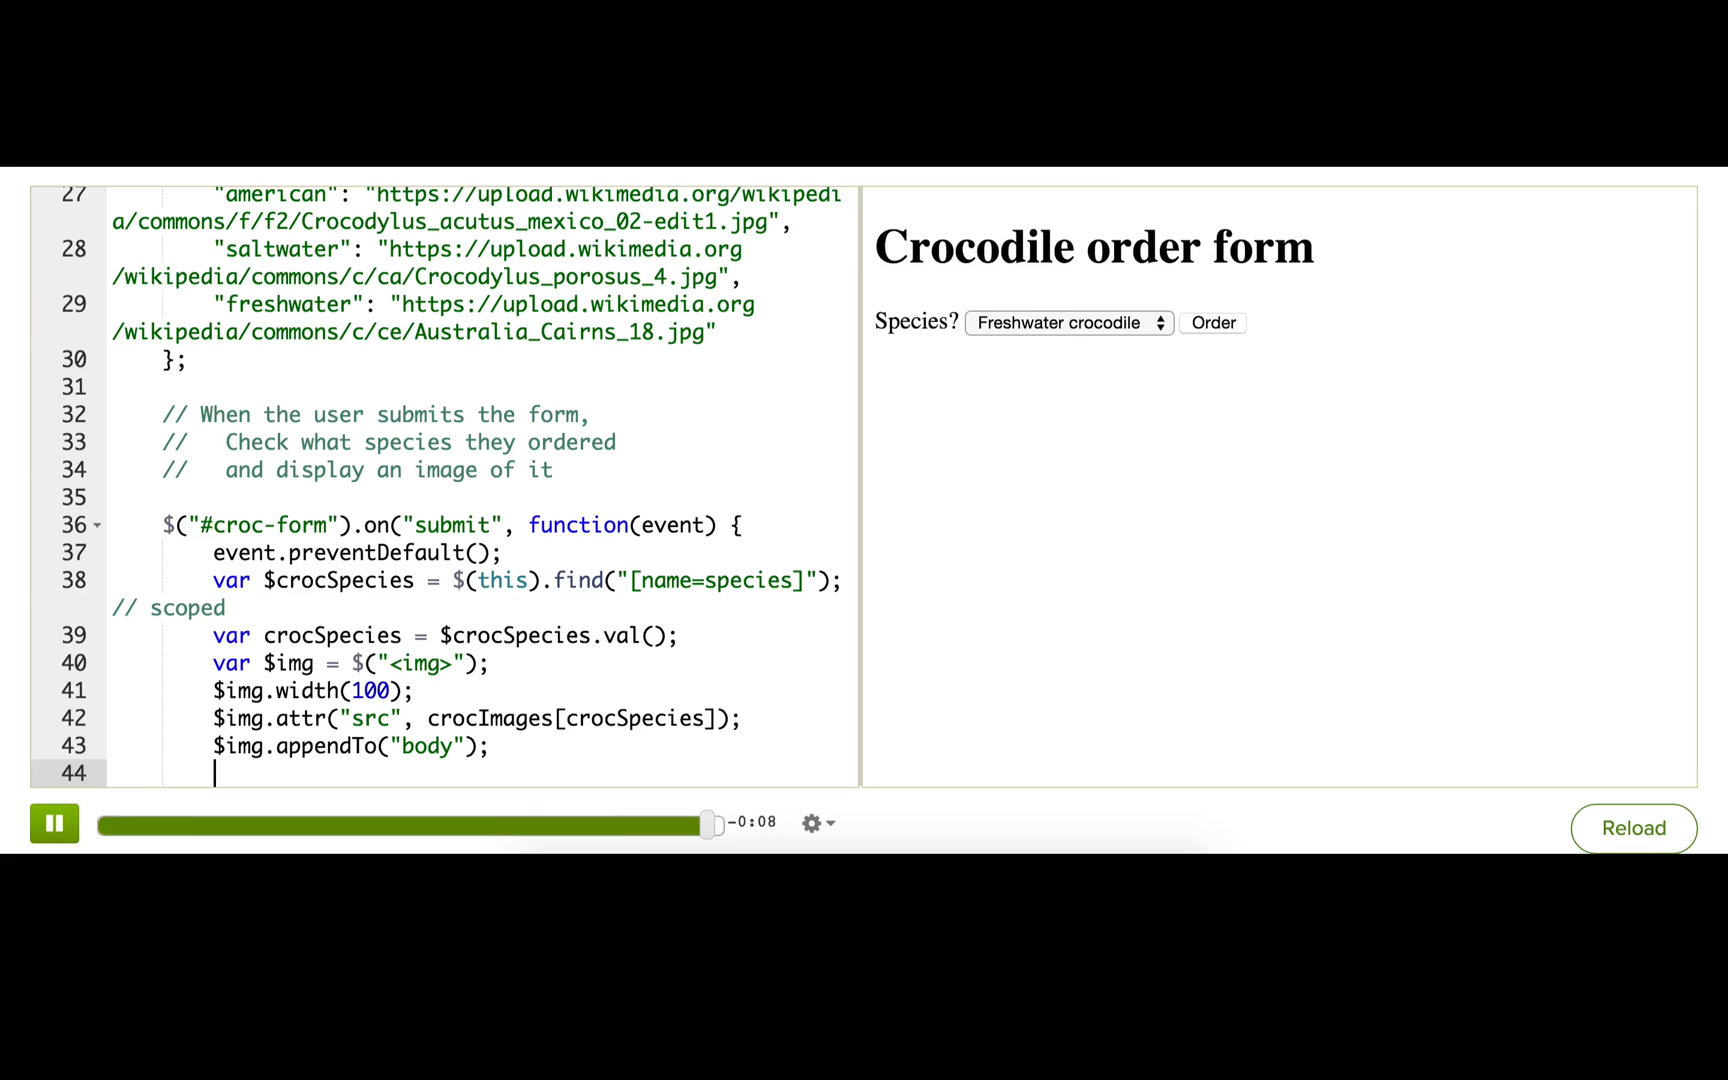 27 "american": "https://upload.wikimedia.org/wikipedi
a/commons/f/f2/Crocodylus_acutus_mexico_02-edit1.jpg",
28 "saltwater": "https://upload.wikimedia.org
/wikipedia/commons/c/ca/Crocodylus_porosus_4.jpg",
29 "freshwater": "https://upload.wikimedia.org
/wikipedia/commons/c/ce/Australia_Cairns_18.jpg"
30 };
31
32 // When the user submits the form,
33 //   Check what species they ordered
34 //   and display an image of it
35
36 $("#croc-form").on("submit", function(event) {
37 event.preventDefault();
38 var $crocSpecies = $(this).find("[name=species]");
// scoped
39 var crocSpecies = $crocSpecies.val();
40 var $img = $("<img>");
41 $img.width(100);
42 $img.attr("src", crocImages[crocSpecies]);
43 $img.appendTo("body");
44
Crocodile order form
Species? Freshwater crocodile Order
-0:08
Reload